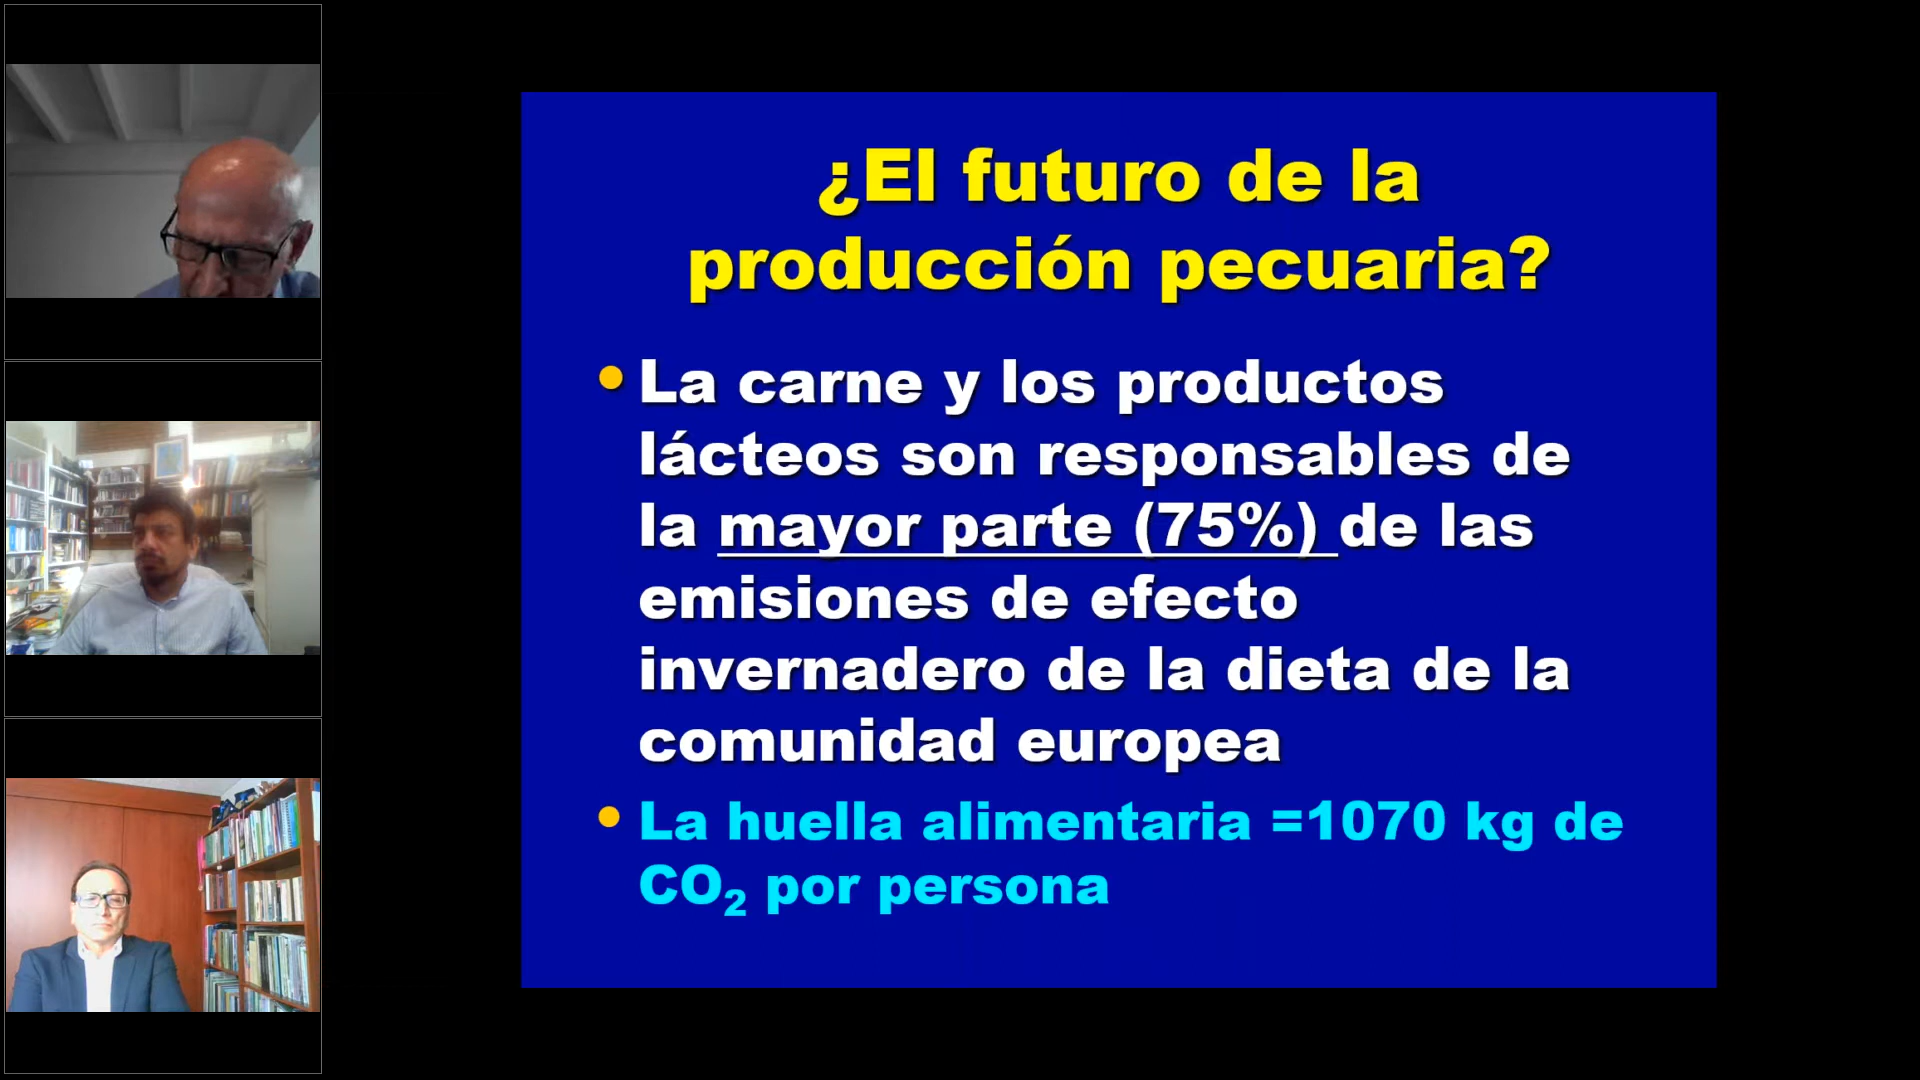 ¿El futuro de la
producción pecuaria?
• La carne y los productos
lácteos son responsables de
la mayor parte (75%) de las
emisiones de efecto
invernadero de la dieta de la
comunidad europea
• La huella alimentaria =1070 kg de
CO₂ por persona